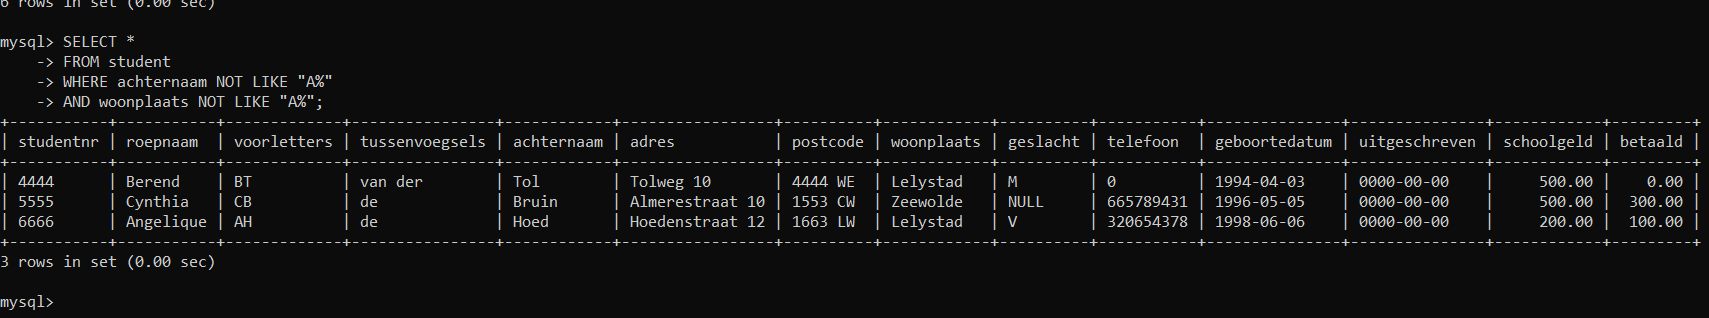 6 rows in set (0.00 sec)
mysql> SELECT *
    -> FROM student
    -> WHERE achternaam NOT LIKE "A%"
    -> AND woonplaats NOT LIKE "A%";
+-----------+-----------+-------------+----------------+------------+------------------+----------+------------+----------+-----------+---------------+---------------+------------+---------+
| studentnr | roepnaam  | voorletters | tussenvoegsels | achternaam | adres            | postcode | woonplaats | geslacht | telefoon  | geboortedatum | uitgeschreven | schoolgeld | betaald |
+-----------+-----------+-------------+----------------+------------+------------------+----------+------------+----------+-----------+---------------+---------------+------------+---------+
| 4444      | Berend    | BT          | van der        | Tol        | Tolweg 10        | 4444 WE  | Lelystad   | M        | 0         | 1994-04-03    | 0000-00-00    |     500.00 |    0.00 |
| 5555      | Cynthia   | CB          | de             | Bruin      | Almerestraat 10  | 1553 CW  | Zeewolde   | NULL     | 665789431 | 1996-05-05    | 0000-00-00    |     500.00 |  300.00 |
| 6666      | Angelique | AH          | de             | Hoed       | Hoedenstraat 12  | 1663 LW  | Lelystad   | V        | 320654378 | 1998-06-06    | 0000-00-00    |     200.00 |  100.00 |
+-----------+-----------+-------------+----------------+------------+------------------+----------+------------+----------+-----------+---------------+---------------+------------+---------+
3 rows in set (0.00 sec)
mysql>